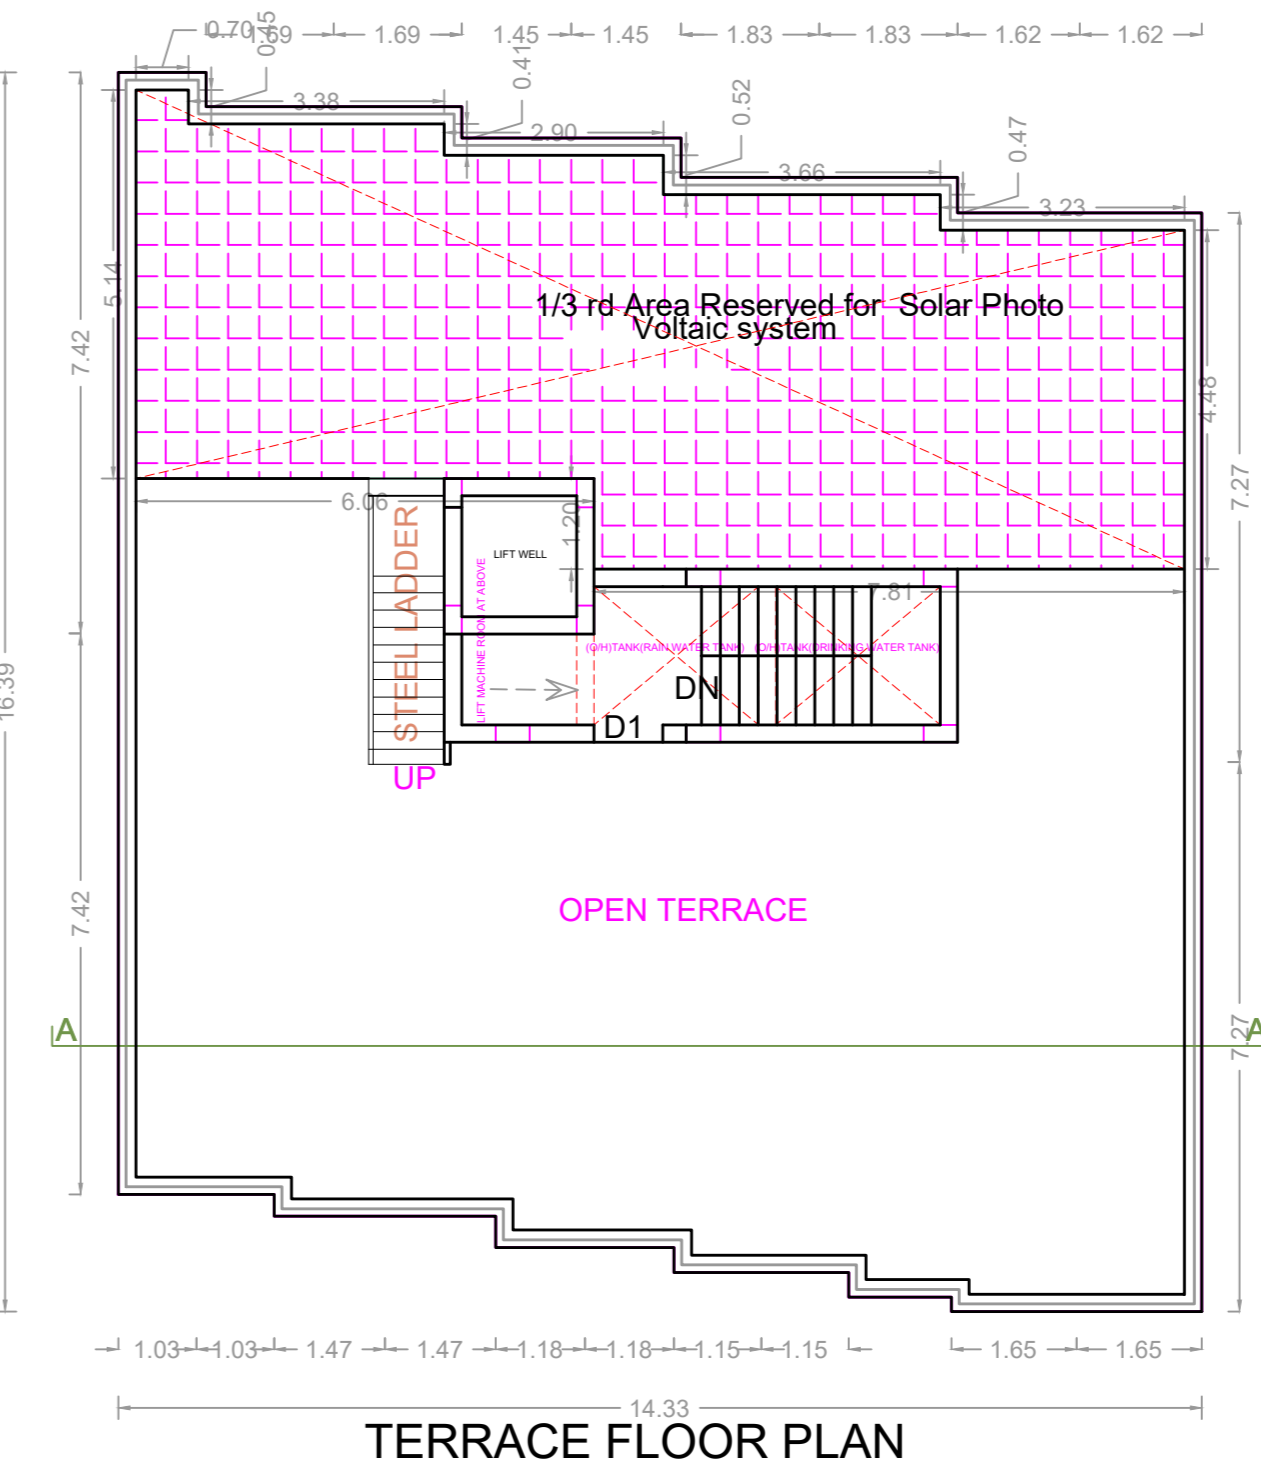 0.70
1.69
1.69
1.45
1.45
1.83
1.83
1.62
1.62
0.45
0.41
0.52
0.47
3.38
2.90
3.66
3.23
5.14
7.42
1/3 rd Area Reserved for Solar Photo
Voltaic system
4.48
7.27
6.06
1.20
STEEL LADDER
LIFT WELL
LIFT MACHINE ROOM AT ABOVE
7.81
(O/H)TANK(RAIN WATER TANK)
(O/H)TANK(DRINKING WATER TANK)
16.39
DN
D1
UP
OPEN TERRACE
7.42
A
A
7.27
1.03
1.03
1.47
1.47
1.18
1.18
1.15
1.15
1.65
1.65
14.33
TERRACE FLOOR PLAN